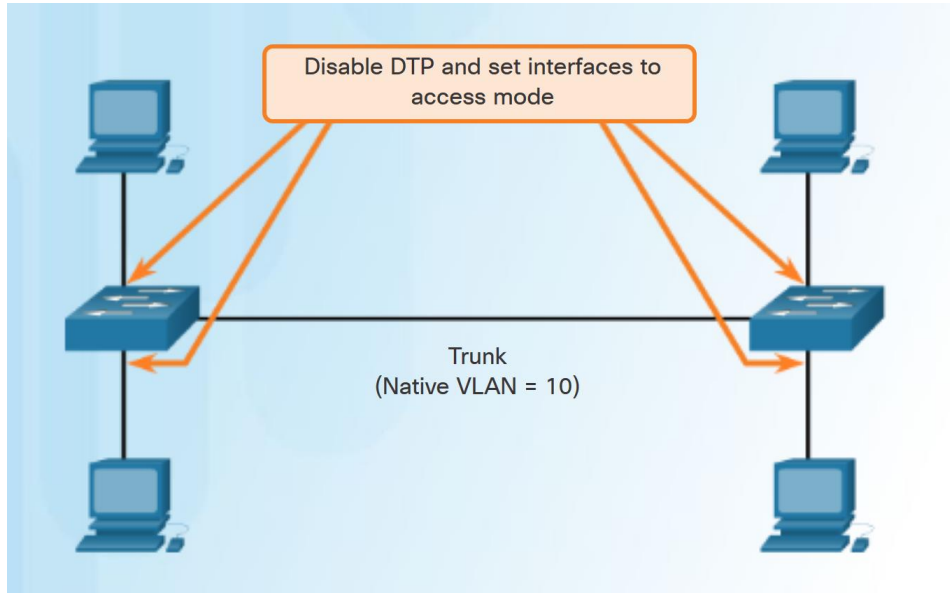 Disable DTP and set interfaces to
access mode
Trunk
(Native VLAN = 10)